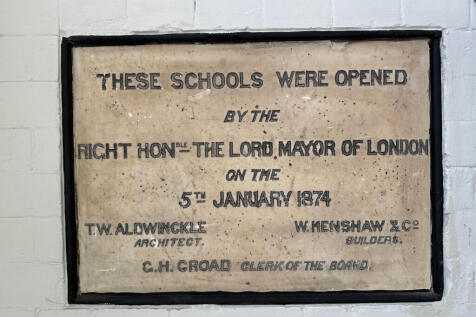 THESE SCHOOLS WERE OPENED
BY THE
RIGHT HONDLE THE LORD, MAYOR OF LONDON
ON THE
5TH JANUARY 1874
T.W. ALDWINCKLE W. HENSHAW & CO
ARCHITECT. BUILDERS.
G.H. CROAD CLERK OF THE BOARD.